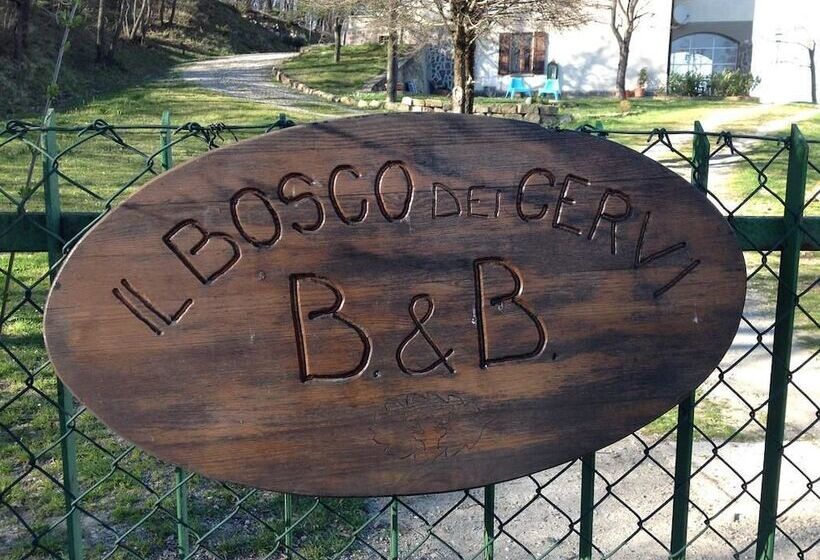 IL BOSCO DEI CERVI
B.&B.